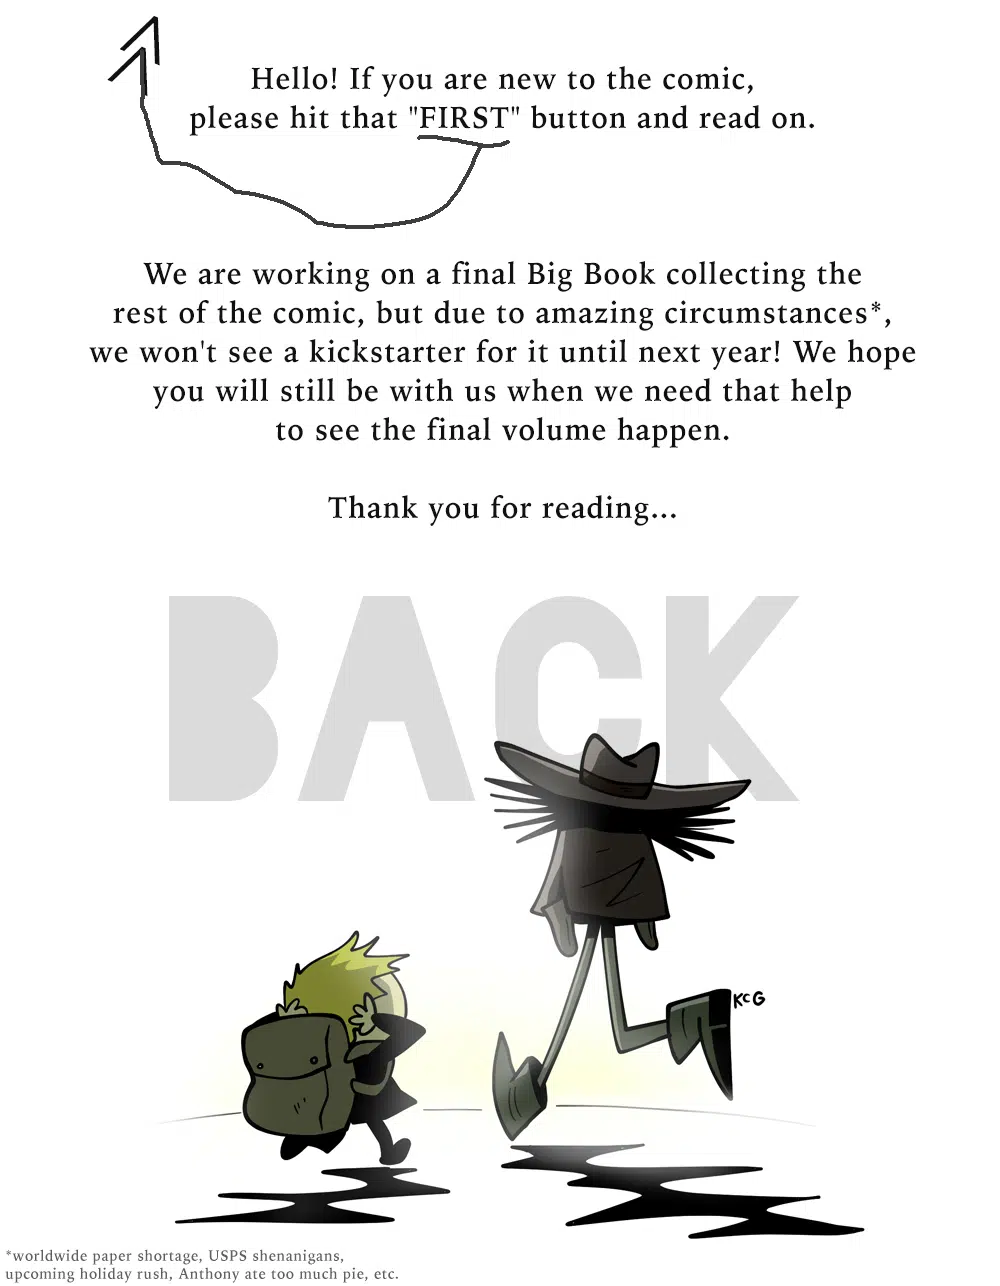 Hello! If you are new to the comic,
please hit that "FIRST" button and read on.
We are working on a final Big Book collecting the
rest of the comic, but due to amazing circumstances*,
we won't see a kickstarter for it until next year! We hope
you will still be with us when we need that help
to see the final volume happen.
Thank you for reading...
BACK
KCG
*worldwide paper shortage, USPS shenanigans,
upcoming holiday rush, Anthony ate too much pie, etc.